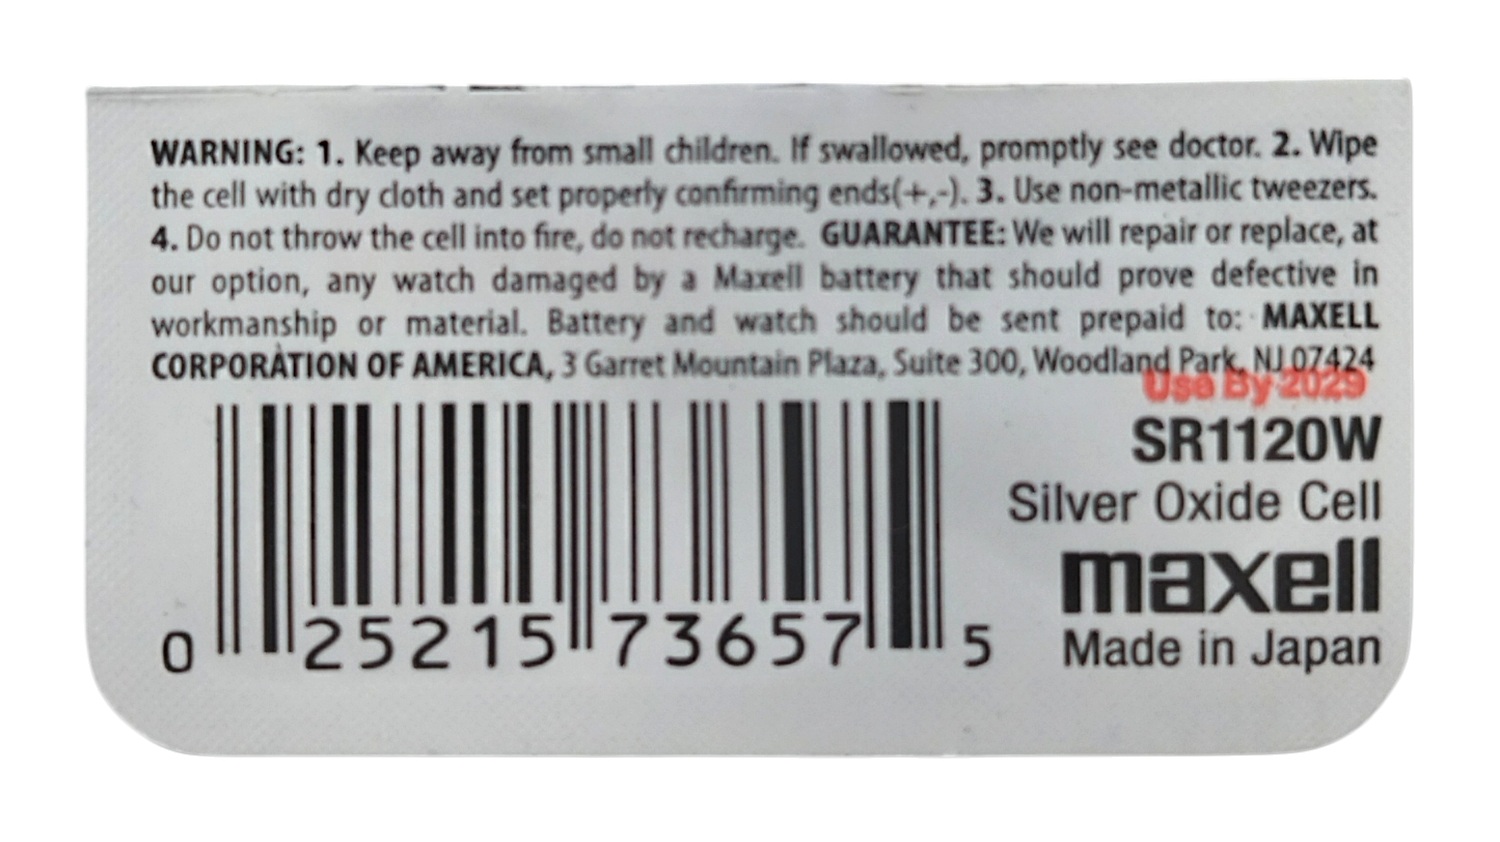 WARNING: 1. Keep away from small children. If swallowed, promptly see doctor. 2. Wipe
the cell with dry cloth and set properly confirming ends(+,-). 3. Use non-metallic tweezers.
4. Do not throw the cell into fire, do not recharge. GUARANTEE: We will repair or replace, at
our option, any watch damaged by a Maxell battery that should prove defective in
workmanship or material. Battery and watch should be sent prepaid to: MAXELL
CORPORATION OF AMERICA, 3 Garret Mountain Plaza, Suite 300, Woodland Park, NJ 07424
Use By 2029
SR1120W
Silver Oxide Cell
maxell
Made in Japan
0 25215 73657 5